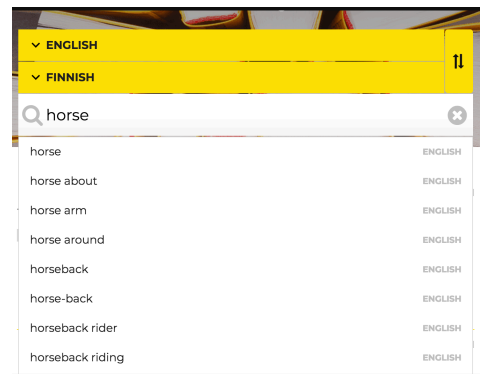 ENGLISH
FINNISH
horse
horse ENGLISH
horse about ENGLISH
horse arm ENGLISH
horse around ENGLISH
horseback ENGLISH
horse-back ENGLISH
horseback rider ENGLISH
horseback riding ENGLISH